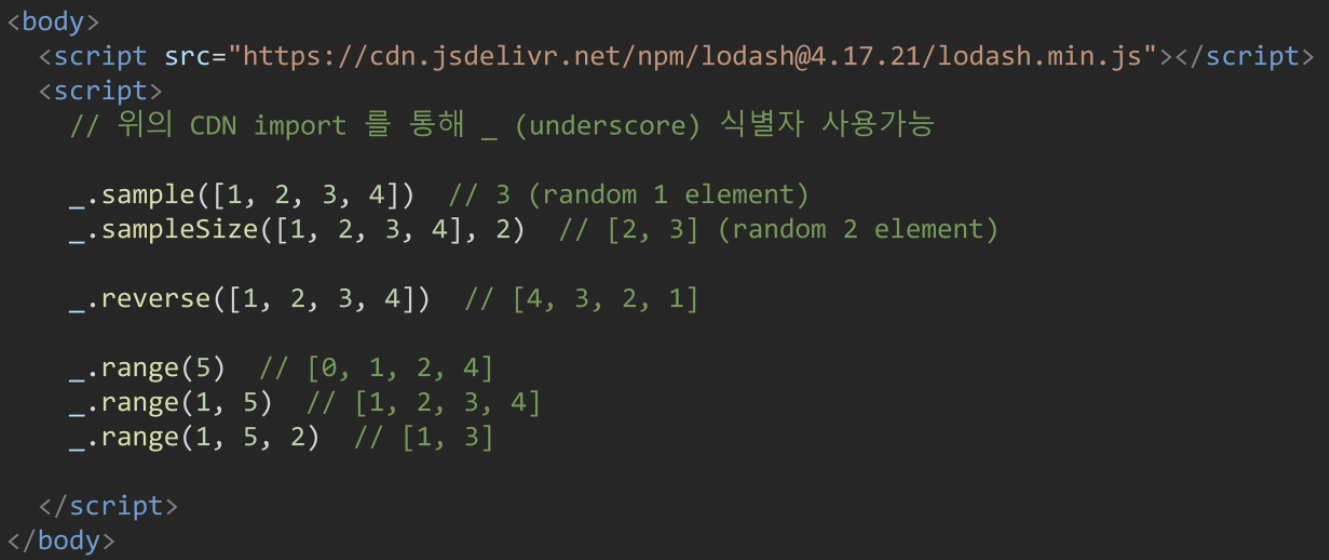 <body>
<script src="https://cdn.jsdelivr.net/npm/lodash@4.17.21/lodash.min.js"></script>
<script>
// 위의 CDN import 를 통해 _ (underscore) 식별자 사용가능
_.sample([1, 2, 3, 4])  // 3 (random 1 element)
_.sampleSize([1, 2, 3, 4], 2)  // [2, 3] (random 2 element)
_.reverse([1, 2, 3, 4])  // [4, 3, 2, 1]
_.range(5)  // [0, 1, 2, 4]
_.range(1, 5)  // [1, 2, 3, 4]
_.range(1, 5, 2)  // [1, 3]
</script>
</body>